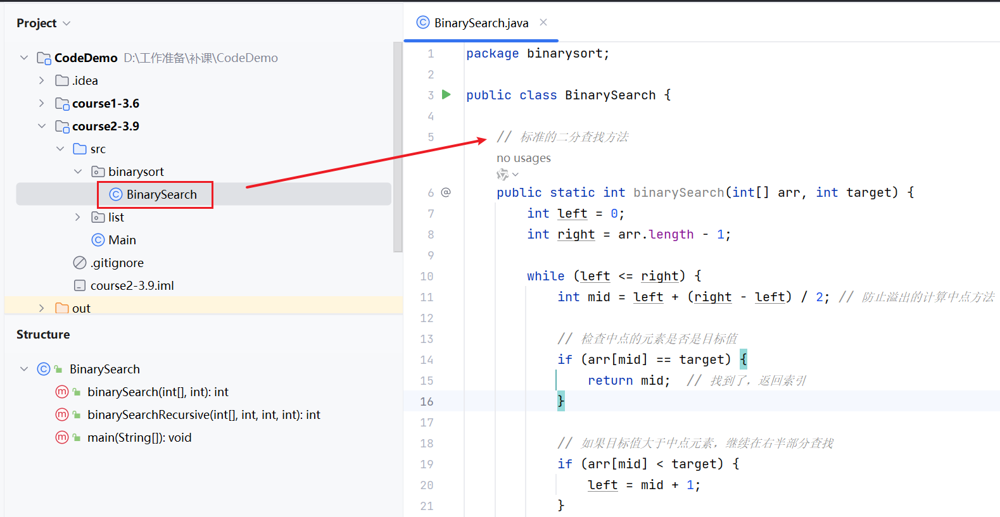 Project
CodeDemo D:\工作准备\补课\CodeDemo
.idea
course1-3.6
course2-3.9
src
binarysort
BinarySearch
list
Main
.gitignore
course2-3.9.iml
out
Structure
BinarySearch
binarySearch(int[], int): int
binarySearchRecursive(int[], int, int, int): int
main(String[]): void
BinarySearch.java
1 package binarysort;
2
3 public class BinarySearch {
4
5 // 标准的二分查找方法
no usages
6 @ public static int binarySearch(int[] arr, int target) {
7 int left = 0;
8 int right = arr.length - 1;
9
10 while (left <= right) {
11 int mid = left + (right - left) / 2; // 防止溢出的计算中点方法
12
13 // 检查中点的元素是否是目标值
14 if (arr[mid] == target) {
15 return mid; // 找到了，返回索引
16 }
17
18 // 如果目标值大于中点元素，继续在右半部分查找
19 if (arr[mid] < target) {
20 left = mid + 1;
21 }